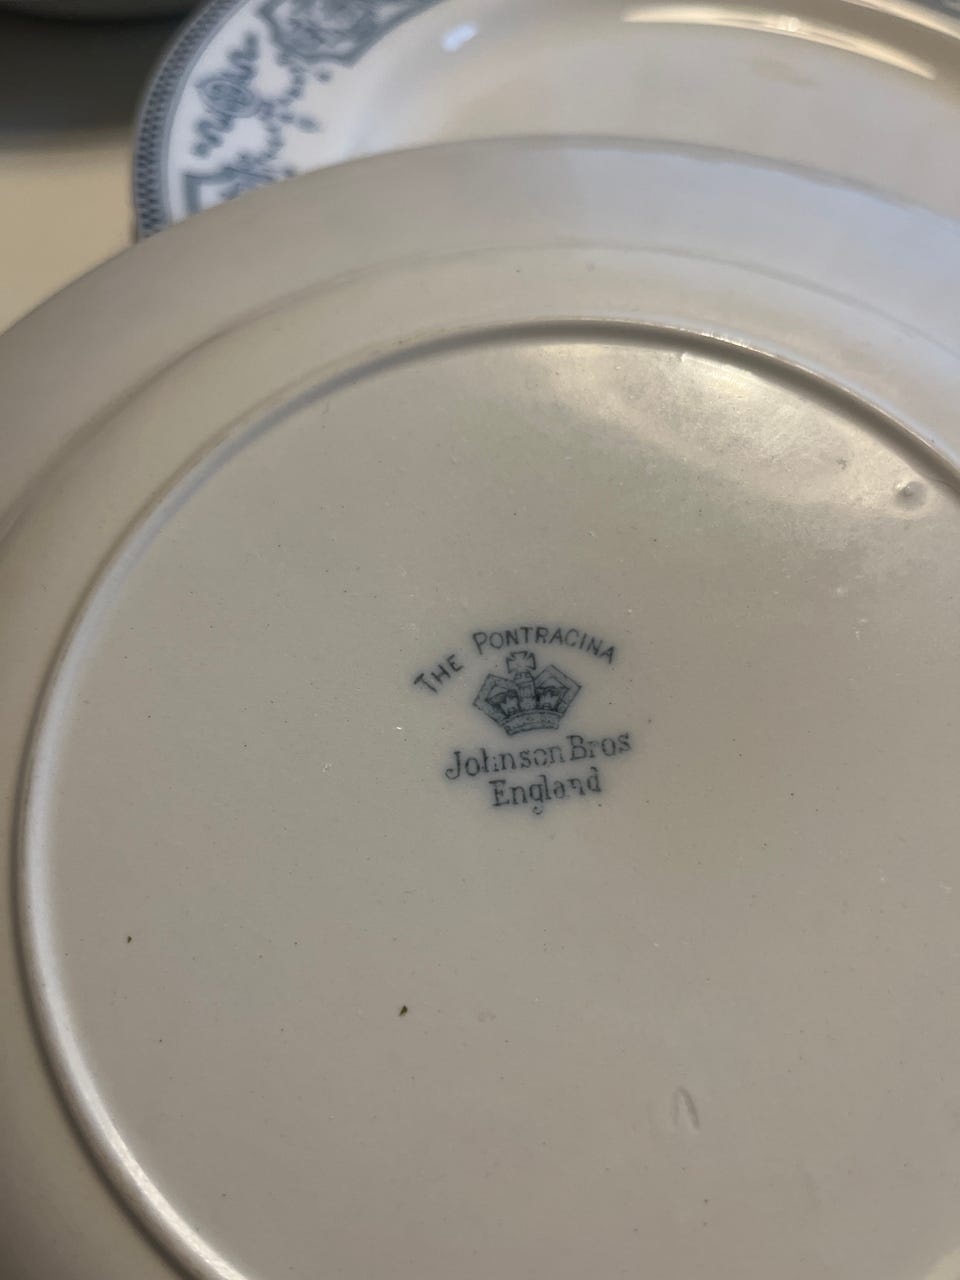 THE PONTRACINA
Johnson Bros
England